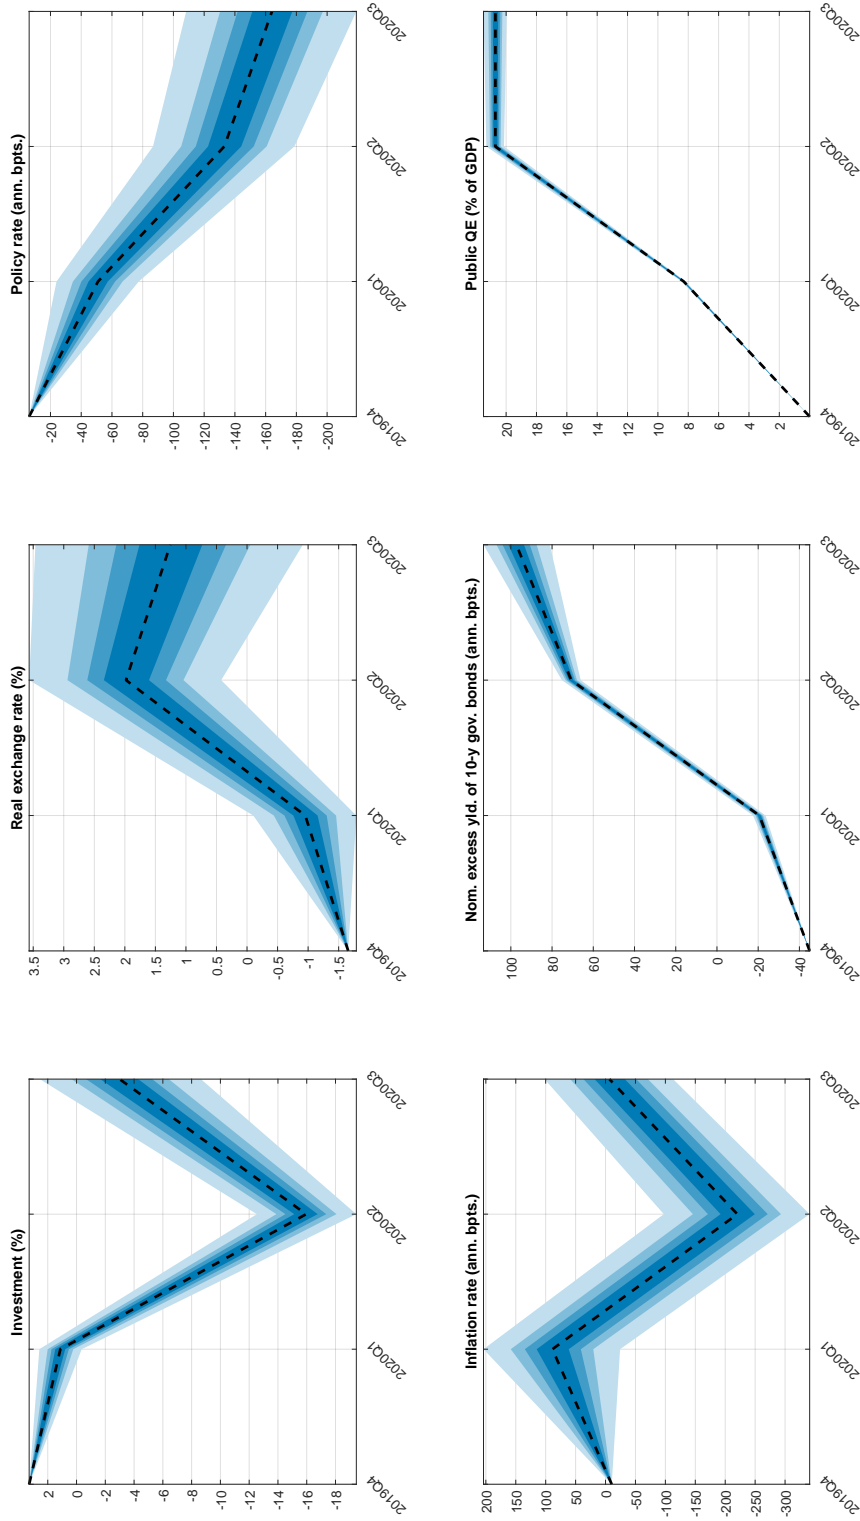 Investment (%)
2
0
-2
-4
-6
-8
-10
-12
-14
-16
-18
2019Q4
2020Q1
2020Q2
2020Q3
Real exchange rate (%)
3.5
3
2.5
2
1.5
1
0.5
0
-0.5
-1
-1.5
2019Q4
2020Q1
2020Q2
2020Q3
Policy rate (ann. bpts.)
-20
-40
-60
-80
-100
-120
-140
-160
-180
-200
2019Q4
2020Q1
2020Q2
2020Q3
Inflation rate (ann. bpts.)
200
150
100
50
0
-50
-100
-150
-200
-250
-300
2019Q4
2020Q1
2020Q2
2020Q3
Nom. excess yld. of 10-y gov. bonds (ann. bpts.)
100
80
60
40
20
0
-20
-40
2019Q4
2020Q1
2020Q2
2020Q3
Public QE (% of GDP)
20
18
16
14
12
10
8
6
4
2
2019Q4
2020Q1
2020Q2
2020Q3